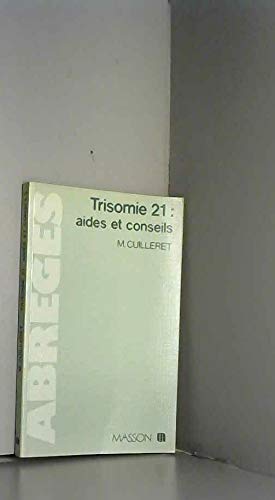 ABREGES
Trisomie 21 :
aides et conseils
M. CUILLERET
MASSON